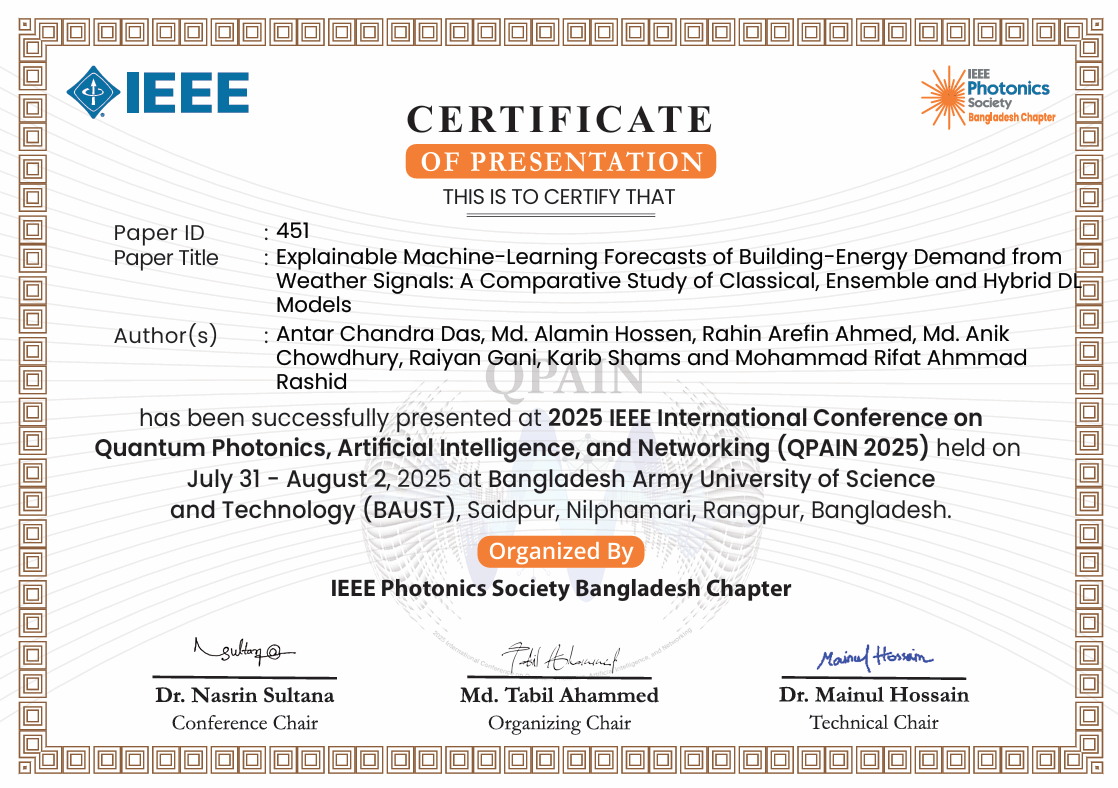 IEEE
IEEE
Photonics
Society
Bangladesh Chapter
CERTIFICATE
OF PRESENTATION
THIS IS TO CERTIFY THAT
Paper ID : 451
Paper Title : Explainable Machine-Learning Forecasts of Building-Energy Demand from
Weather Signals: A Comparative Study of Classical, Ensemble and Hybrid DL
Models
Author(s) : Antar Chandra Das, Md. Alamin Hossen, Rahin Arefin Ahmed, Md. Anik
Chowdhury, Raiyan Gani, Karib Shams and Mohammad Rifat Ahmmad
Rashid
QPAIN
has been successfully presented at 2025 IEEE International Conference on
Quantum Photonics, Artificial Intelligence, and Networking (QPAIN 2025) held on
July 31 - August 2, 2025 at Bangladesh Army University of Science
and Technology (BAUST), Saidpur, Nilphamari, Rangpur, Bangladesh.
Organized By
IEEE Photonics Society Bangladesh Chapter
Mainul Hossain
Dr. Nasrin Sultana
Conference Chair
Md. Tabil Ahammed
Organizing Chair
Dr. Mainul Hossain
Technical Chair